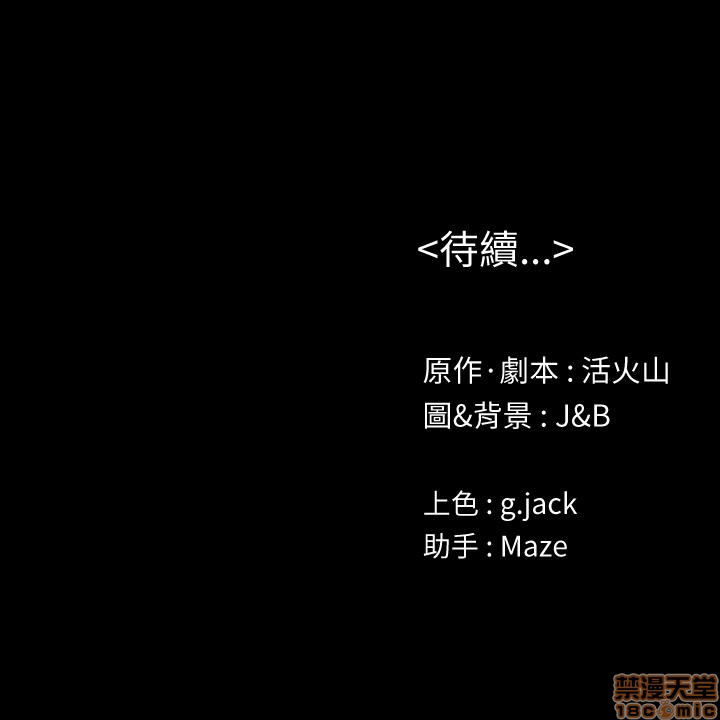 <待續...>
原作·劇本 : 活火山
圖&背景 : J&B
上色 : g.jack
助手 : Maze
禁漫天堂
18COMIC